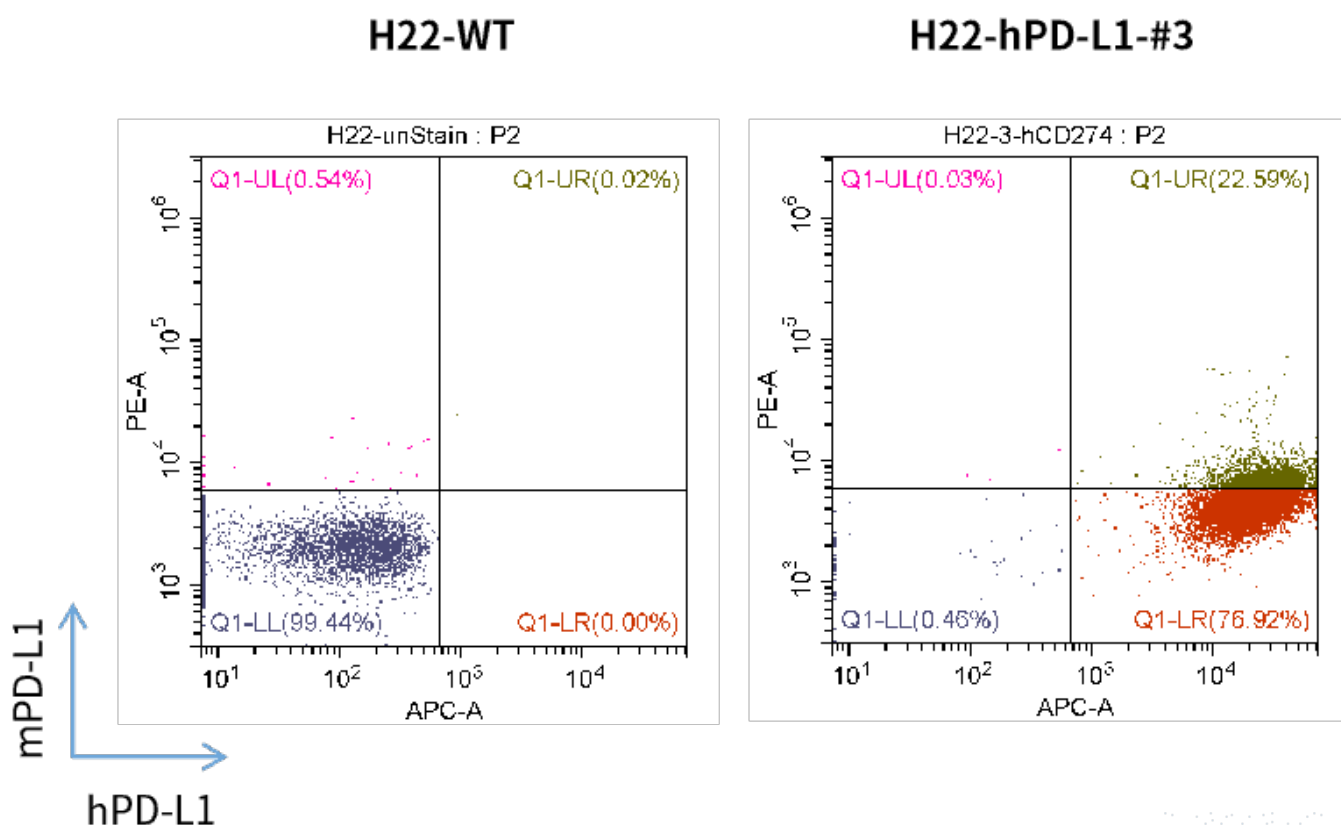 H22-WT
H22-hPD-L1-#3
H22-unStain : P2
Q1-UL(0.54%)
Q1-UR(0.02%)
10^6
10^5
10^4
10^3
PE-A
Q1-LL(99.44%)
Q1-LR(0.00%)
10^1
10^2
10^3
10^4
APC-A
H22-3-hCD274 : P2
Q1-UL(0.03%)
Q1-UR(22.59%)
10^6
10^5
10^4
10^3
PE-A
Q1-LL(0.46%)
Q1-LR(76.92%)
10^1
10^2
10^3
10^4
APC-A
mPD-L1
hPD-L1